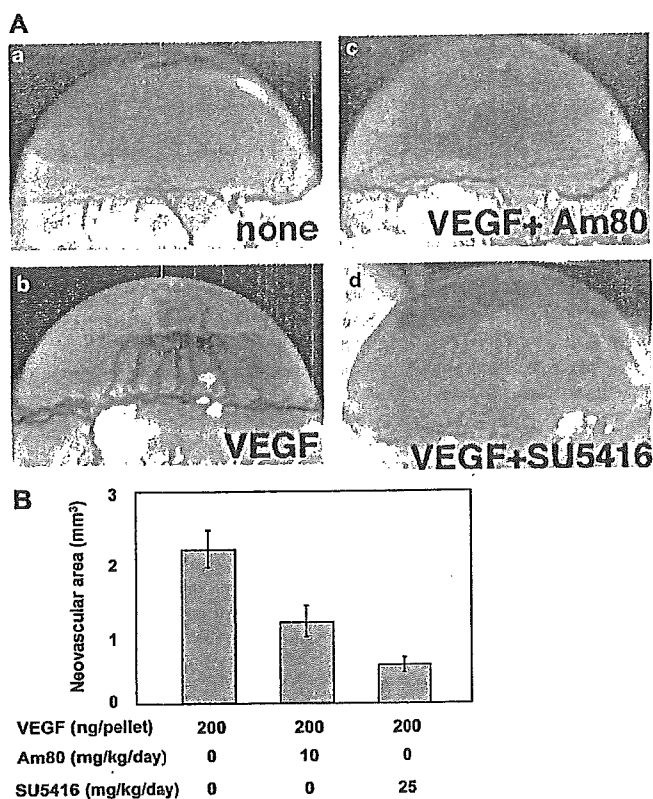 A
a
none
c
VEGF+ Am80
b
VEGF
d
VEGF+SU5416
B
Neovascular area (mm³)
3
2
1
0
VEGF (ng/pellet) 200 200 200
Am80 (mg/kg/day) 0 10 0
SU5416 (mg/kg/day) 0 0 25